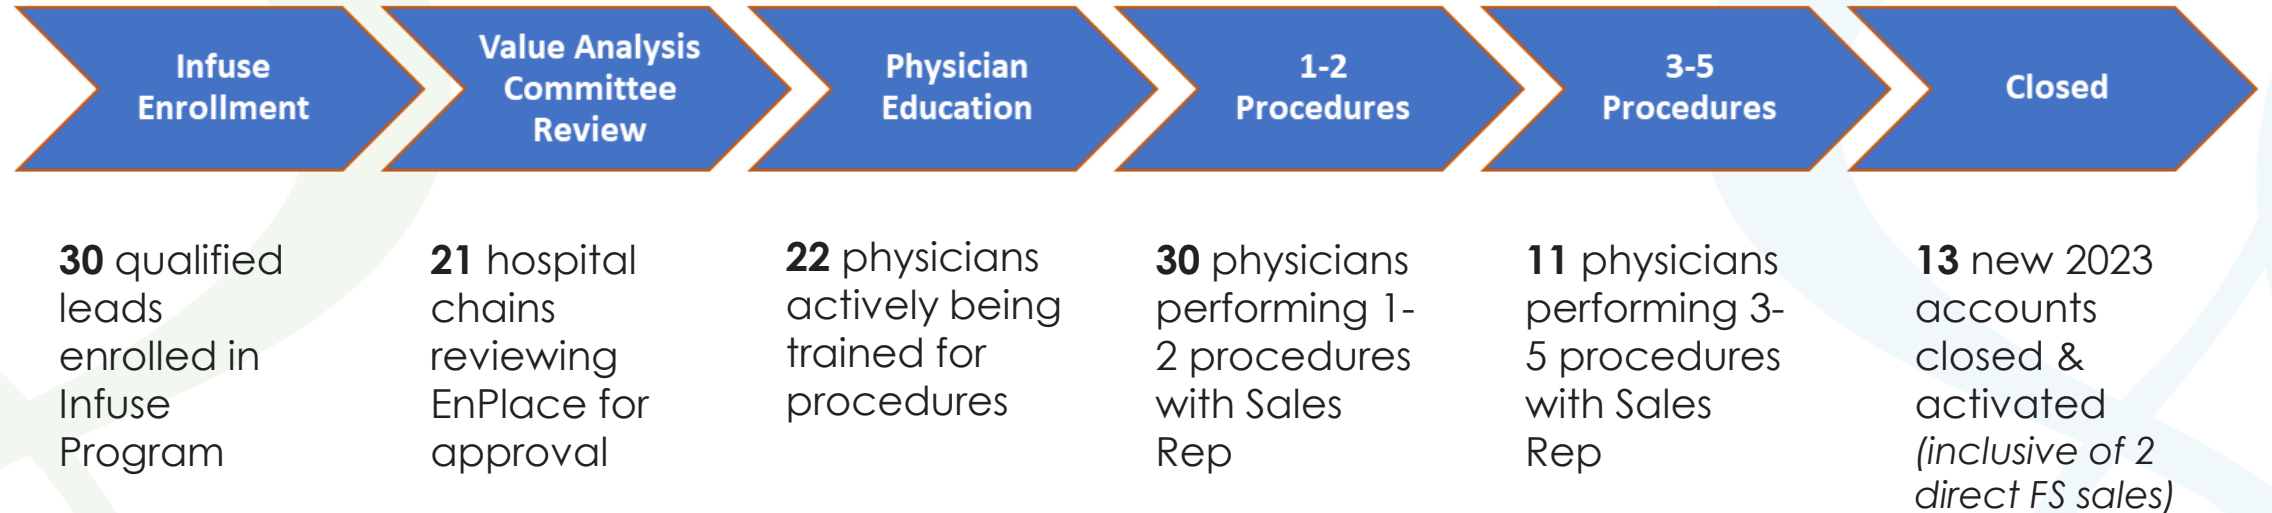 Infuse
Enrollment
Value Analysis
Committee
Review
Physician
Education
1-2
Procedures
3-5
Procedures
Closed
30 qualified
leads
enrolled in
Infuse
Program
21 hospital
chains
reviewing
EnPlace for
approval
22 physicians
actively being
trained for
procedures
30 physicians
performing 1-
2 procedures
with Sales
Rep
11 physicians
performing 3-
5 procedures
with Sales
Rep
13 new 2023
accounts
closed &
activated
(inclusive of 2
direct FS sales)